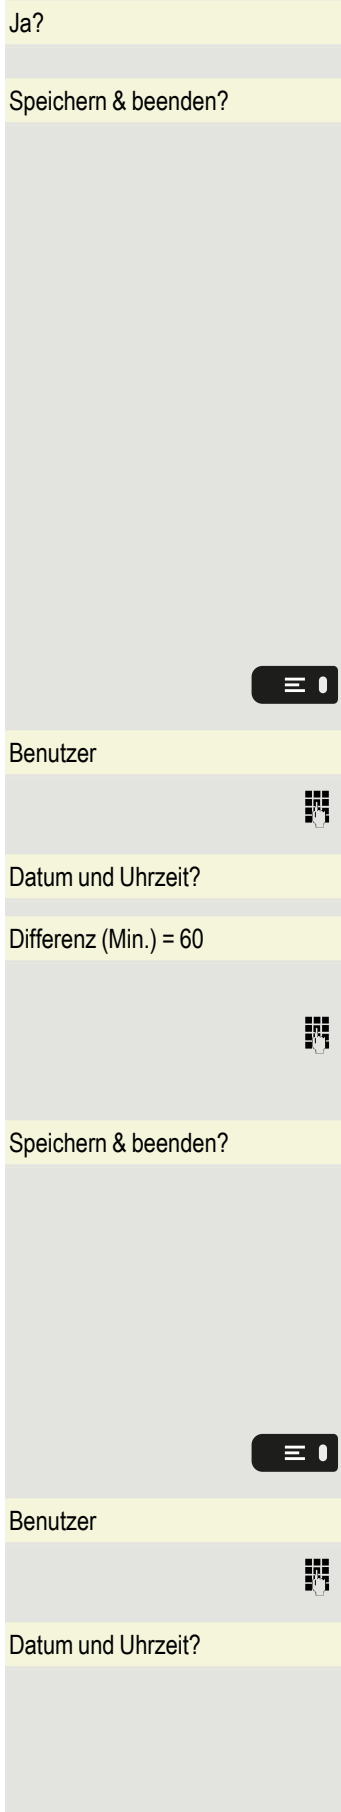 Ja?
Speichern & beenden?
Benutzer
Datum und Uhrzeit?
Differenz (Min.) = 60
Speichern & beenden?
Benutzer
Datum und Uhrzeit?